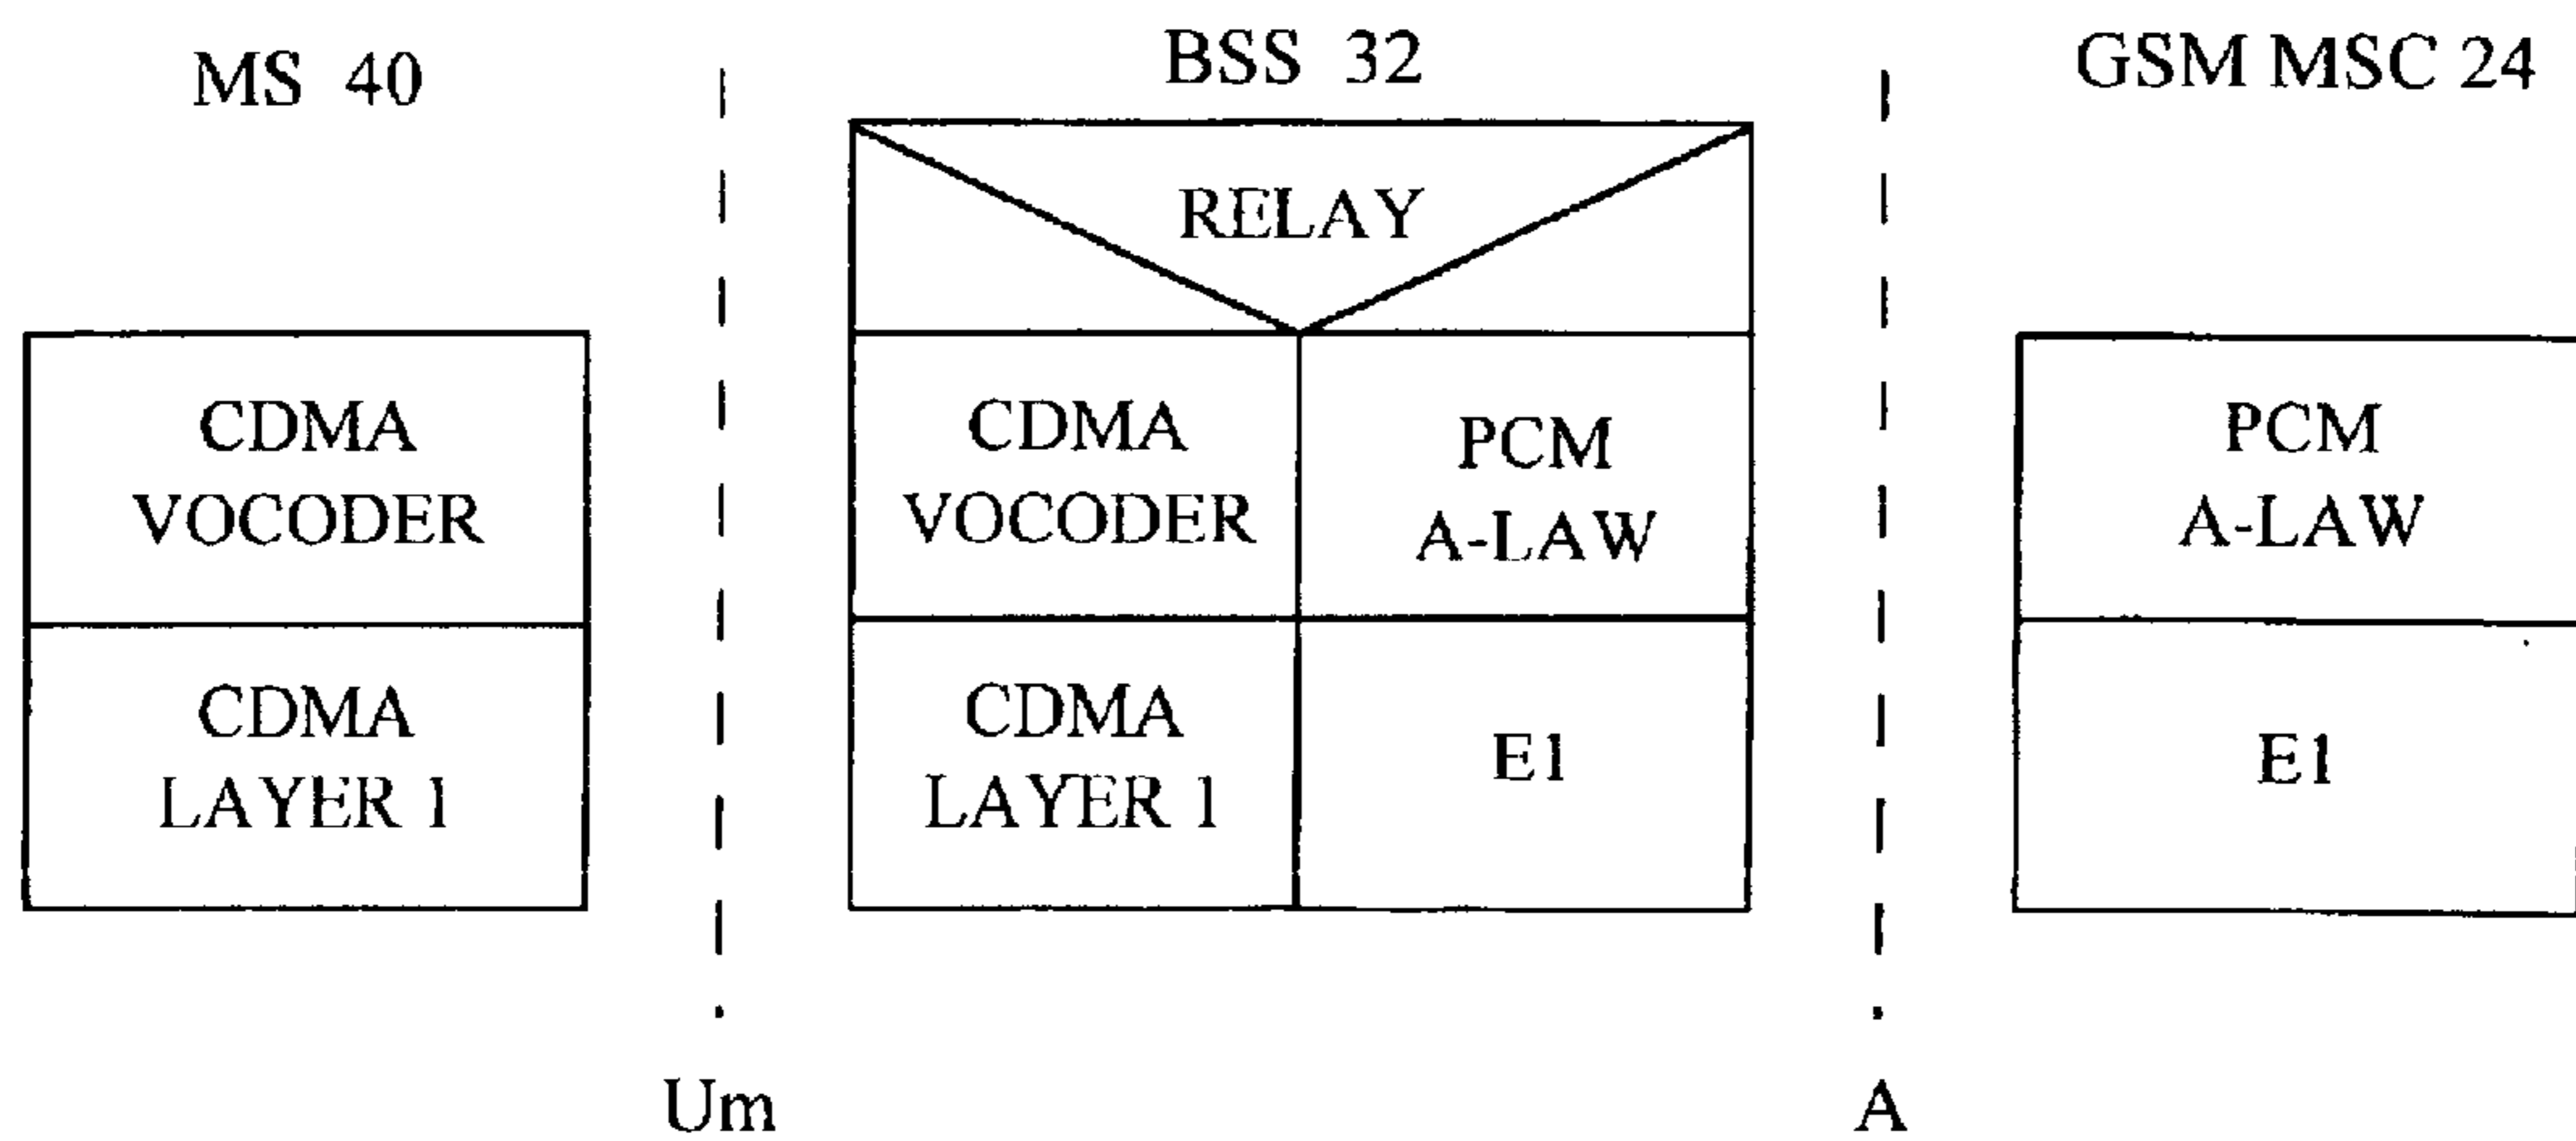 MS 40
BSS 32
GSM MSC 24
RELAY
CDMA
VOCODER
CDMA
VOCODER
PCM
A-LAW
PCM
A-LAW
CDMA
LAYER 1
CDMA
LAYER 1
E1
E1
Um
A